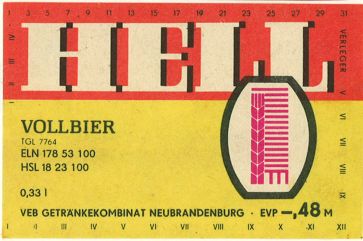 1 3 5 7 9 11 13 15 17 19 21 23 25 27 29 31
HELL
VERLEGER
VOLLBIER
TGL 7764
ELN 178 53 100
HSL 18 23 100
0,33 l
VEB GETRÄNKEKOMBINAT NEUBRANDENBURG · EVP -,48 M
I II III IV V VI VII VIII IX X XI XII